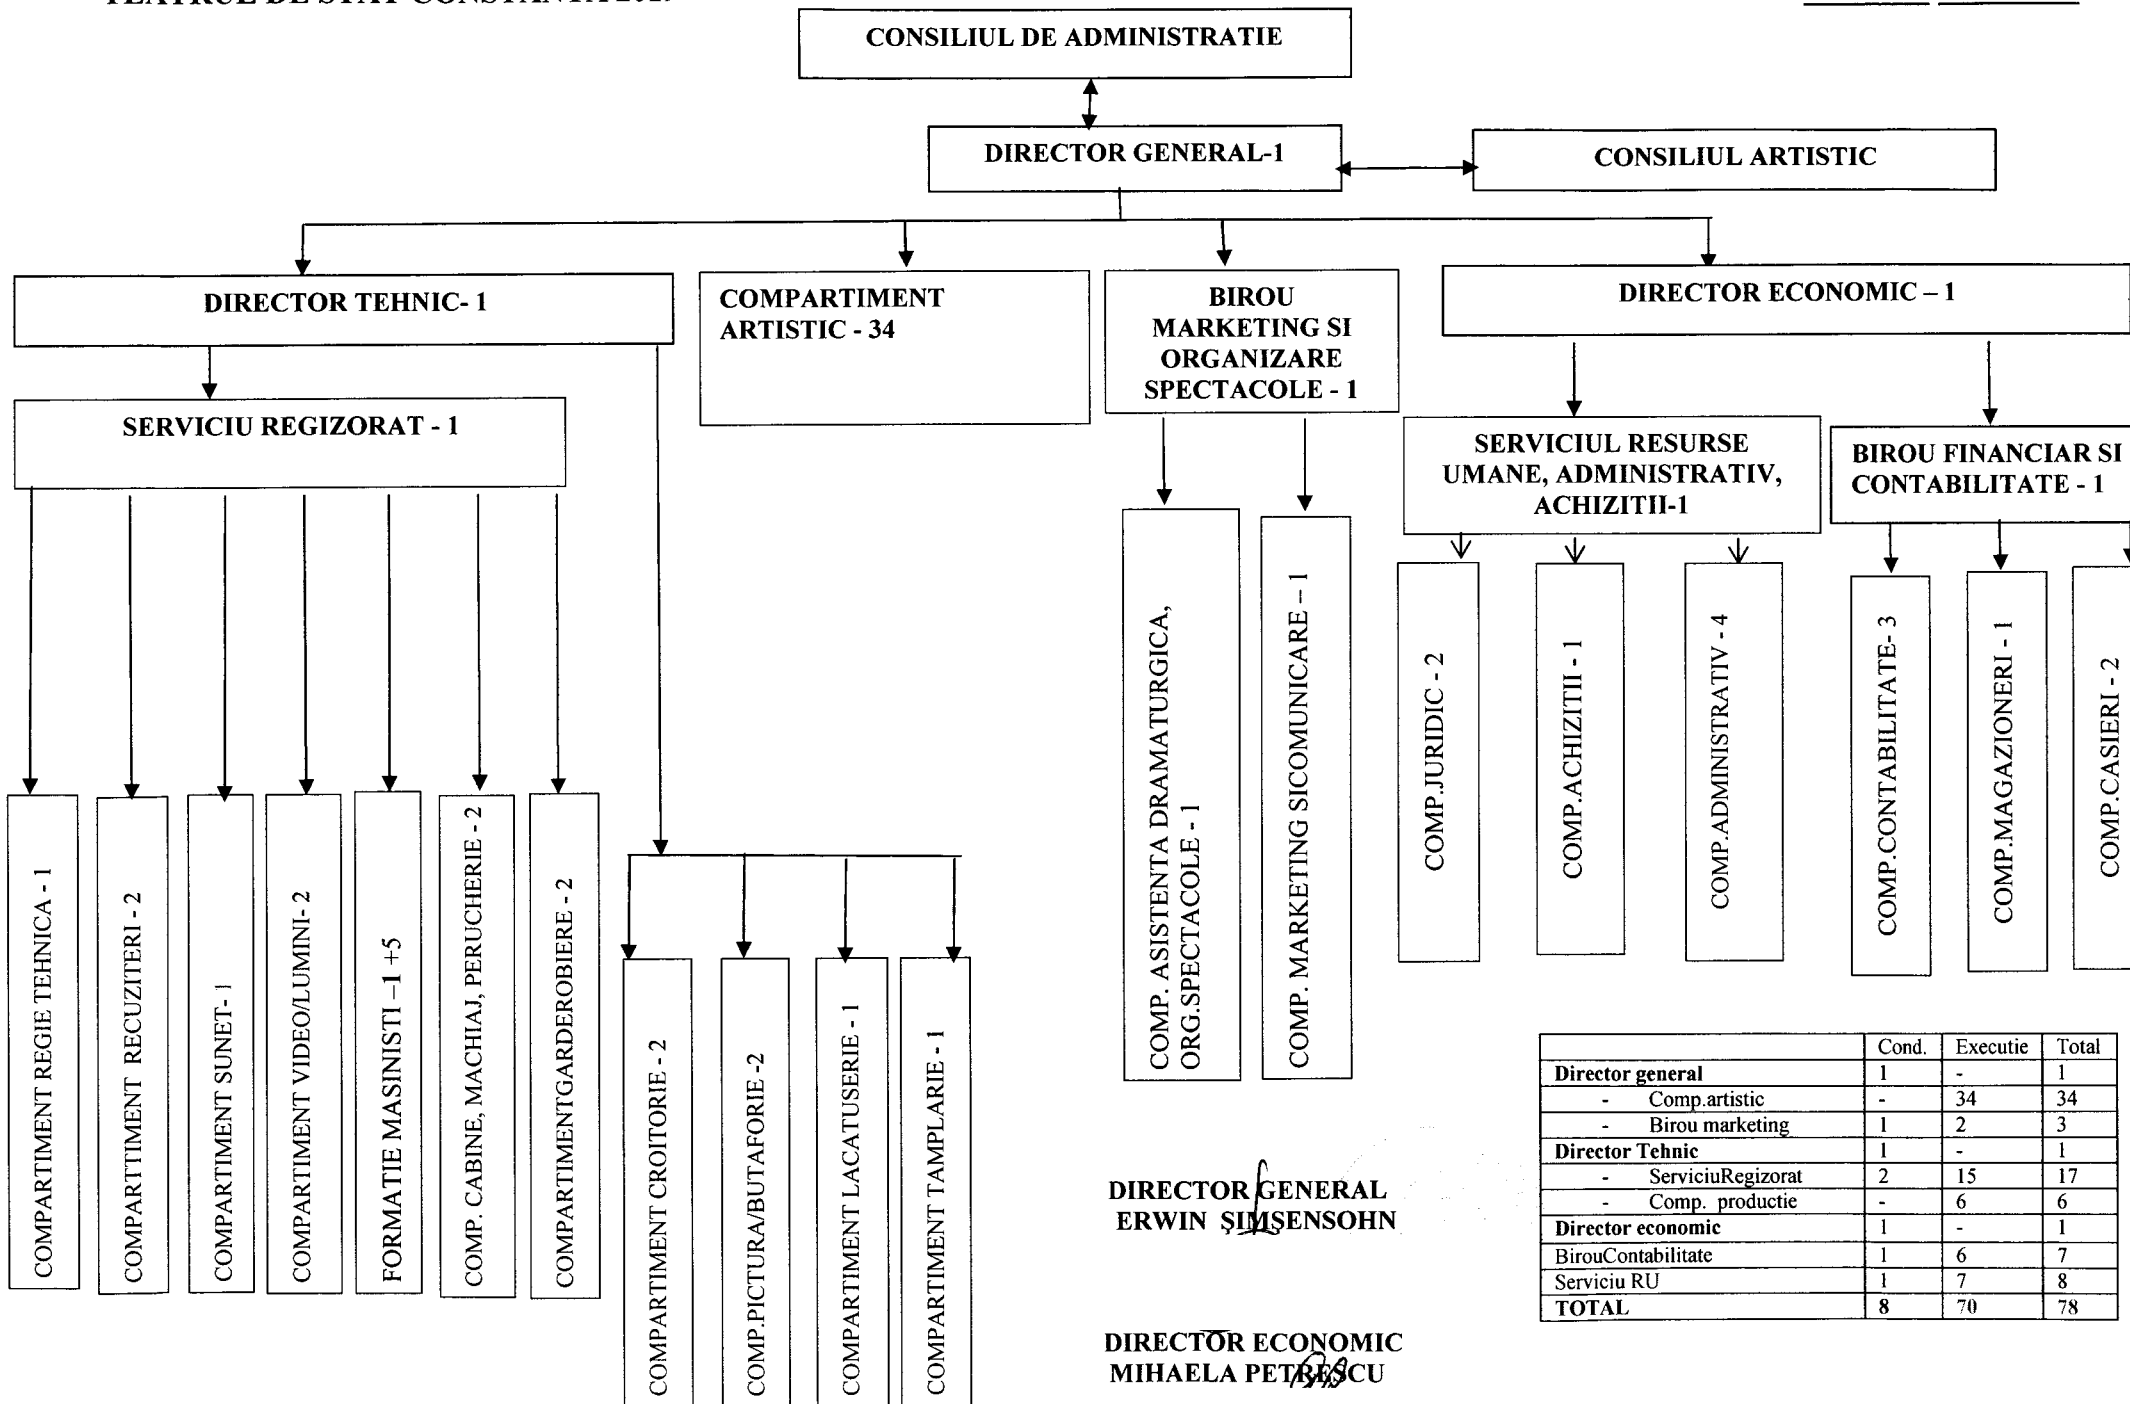 CONSILIUL DE ADMINISTRATIE
DIRECTOR GENERAL-1
CONSILIUL ARTISTIC
DIRECTOR TEHNIC- 1
COMPARTIMENT
ARTISTIC - 34
BIROU
MARKETING SI
ORGANIZARE
SPECTACOLE - 1
DIRECTOR ECONOMIC – 1
SERVICIU REGIZORAT - 1
SERVICIUL RESURSE
UMANE, ADMINISTRATIV,
ACHIZITII-1
BIROU FINANCIAR SI
CONTABILITATE - 1
COMPARTIMENT REGIE TEHNICA - 1
COMPARTIMENT RECUZITERI - 2
COMPARTIMENT SUNET- 1
COMPARTIMENT VIDEO/LUMINI- 2
FORMATIE MASINISTI –1 +5
COMP. CABINE, MACHIAJ, PERUCHERIE - 2
COMPARTIMENTGARDEROBIERE - 2
COMPARTIMENT CROITORIE - 2
COMP.PICTURA/BUTAFORIE -2
COMPARTIMENT LACATUSERIE - 1
COMPARTIMENT TAMPLARIE - 1
COMP. ASISTENTA DRAMATURGICA,
ORG.SPECTACOLE - 1
COMP. MARKETING SICOMUNICARE – 1
COMP.JURIDIC - 2
COMP.ACHIZITII - 1
COMP.ADMINISTRATIV - 4
COMP.CONTABILITATE- 3
COMP.MAGAZIONERI - 1
COMP.CASIERI - 2
Cond. Executie Total
Director general 1 - 1
- Comp.artistic - 34 34
- Birou marketing 1 2 3
Director Tehnic 1 - 1
- ServiciuRegizorat 2 15 17
- Comp. productie - 6 6
Director economic 1 - 1
BirouContabilitate 1 6 7
Serviciu RU 1 7 8
TOTAL 8 70 78
DIRECTOR GENERAL
ERWIN ŞIMŞENSOHN
DIRECTOR ECONOMIC
MIHAELA PETRESCU